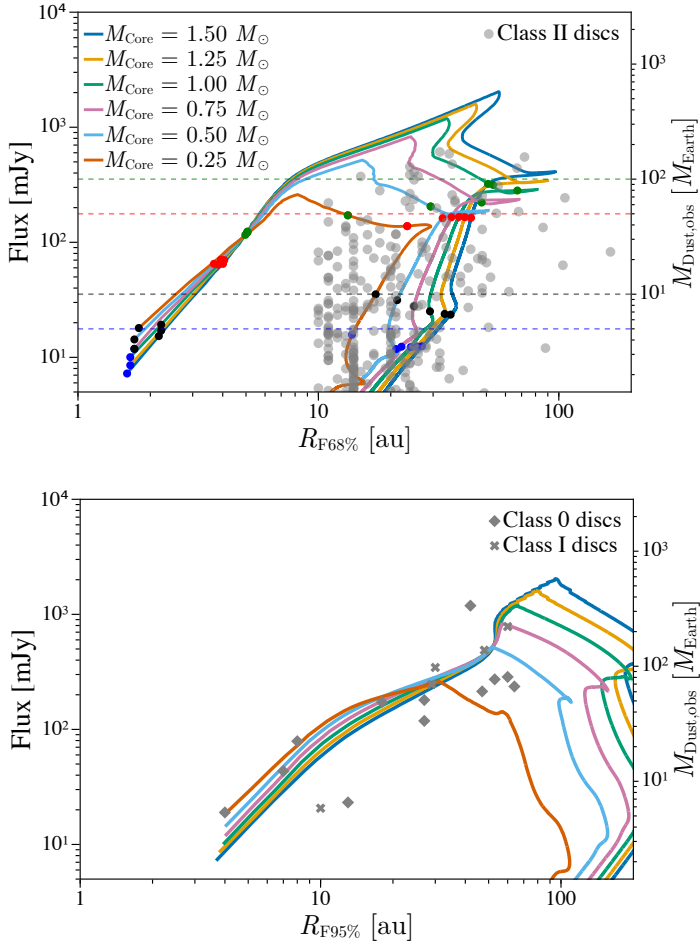 M_Core = 1.50 M_⊙
M_Core = 1.25 M_⊙
M_Core = 1.00 M_⊙
M_Core = 0.75 M_⊙
M_Core = 0.50 M_⊙
M_Core = 0.25 M_⊙
Class II discs
10^4
10^3
10^2
10^1
Flux [mJy]
10^3
10^2
10^1
M_Dust,obs [M_Earth]
1
10
100
R_F68% [au]
Class 0 discs
Class I discs
10^4
10^3
10^2
10^1
Flux [mJy]
10^3
10^2
10^1
M_Dust,obs [M_Earth]
1
10
100
R_F95% [au]